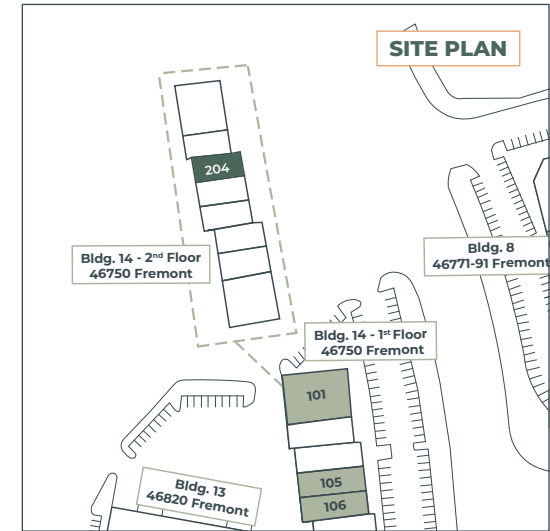 SITE PLAN
204
Bldg. 14 - 2nd Floor
46750 Fremont
Bldg. 8
46771-91 Fremont
Bldg. 14 - 1st Floor
46750 Fremont
101
105
106
Bldg. 13
46820 Fremont